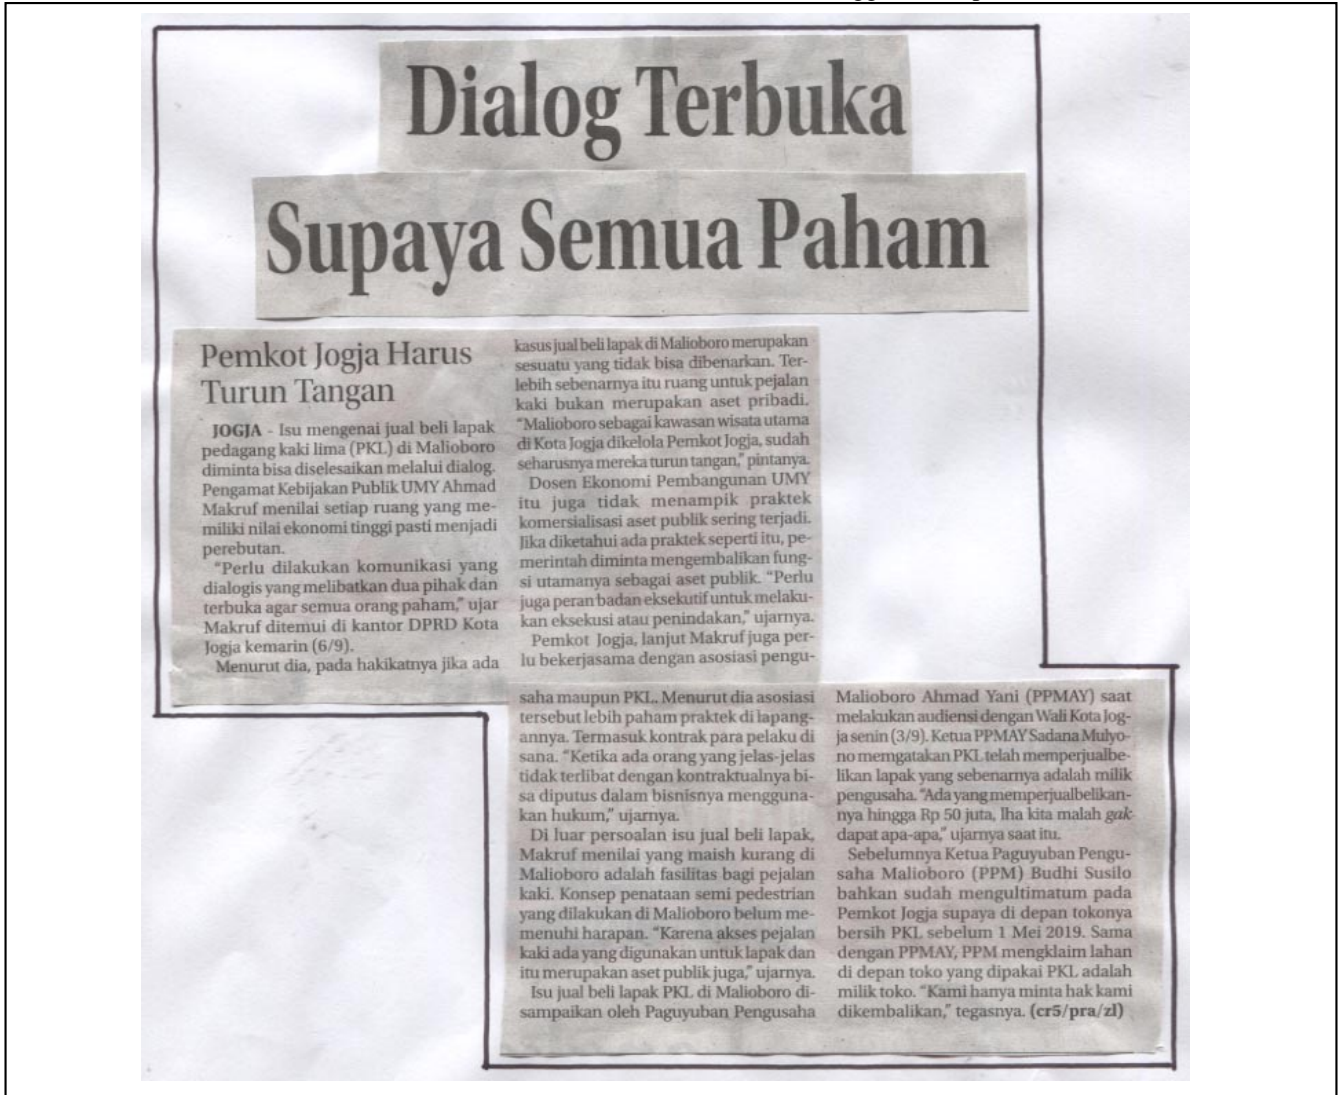 Dialog Terbuka
Supaya Semua Paham
Pemkot Jogja Harus
Turun Tangan
JOGJA - Isu mengenai jual beli lapak
pedagang kaki lima (PKL) di Malioboro
diminta bisa diselesaikan melalui dialog.
Pengamat Kebijakan Publik UMY Ahmad
Makruf menilai setiap ruang yang me-
miliki nilai ekonomi tinggi pasti menjadi
perebutan.
"Perlu dilakukan komunikasi yang
dialogis yang melibatkan dua pihak dan
terbuka agar semua orang paham," ujar
Makruf ditemui di kantor DPRD Kota
Jogja kemarin (6/9).
Menurut dia, pada hakikatnya jika ada
kasus jual beli lapak di Malioboro merupakan
sesuatu yang tidak bisa dibenarkan. Ter-
lebih sebenarnya itu ruang untuk pejalan
kaki bukan merupakan aset pribadi.
"Malioboro sebagai kawasan wisata utama
di Kota Jogja dikelola Pemkot Jogja, sudah
seharusnya mereka turun tangan," pintanya.
Dosen Ekonomi Pembangunan UMY
itu juga tidak menampik praktek
komersialisasi aset publik sering terjadi.
Jika diketahui ada praktek seperti itu, pe-
merintah diminta mengembalikan fung-
si utamanya sebagai aset publik. "Perlu
juga peran badan eksekutif untuk melaku-
kan eksekusi atau penindakan," ujarnya.
Pemkot Jogja, lanjut Makruf juga per-
lu bekerjasama dengan asosiasi pengu-
saha maupun PKL. Menurut dia asosiasi
tersebut lebih paham praktek di lapang-
annya. Termasuk kontrak para pelaku di
sana. "Ketika ada orang yang jelas-jelas
tidak terlibat dengan kontraktualnya bi-
sa diputus dalam bisnisnya mengguna-
kan hukum," ujarnya.
Di luar persoalan isu jual beli lapak,
Makruf menilai yang maish kurang di
Malioboro adalah fasilitas bagi pejalan
kaki. Konsep penataan semi pedestrian
yang dilakukan di Malioboro belum me-
menuhi harapan. "Karena akses pejalan
kaki ada yang digunakan untuk lapak dan
itu merupakan aset publik juga," ujarnya.
Isu jual beli lapak PKL di Malioboro di-
sampaikan oleh Paguyuban Pengusaha
Malioboro Ahmad Yani (PPMAY) saat
melakukan audiensi dengan Wali Kota Jog-
ja senin (3/9). Ketua PPMAY Sadana Mulyo-
no memgatakan PKL telah memperjualbe-
likan lapak yang sebenarnya adalah milik
pengusaha. "Ada yang memperjualbelikan-
nya hingga Rp 50 juta, lha kita malah gak
dapat apa-apa," ujarnya saat itu.
Sebelumnya Ketua Paguyuban Pengu-
saha Malioboro (PPM) Budhi Susilo
bahkan sudah mengultimatum pada
Pemkot Jogja supaya di depan tokonya
bersih PKL sebelum 1 Mei 2019. Sama
dengan PPMAY, PPM mengklaim lahan
di depan toko yang dipakai PKL adalah
milik toko. "Kami hanya minta hak kami
dikembalikan," tegasnya. (cr5/pra/zl)